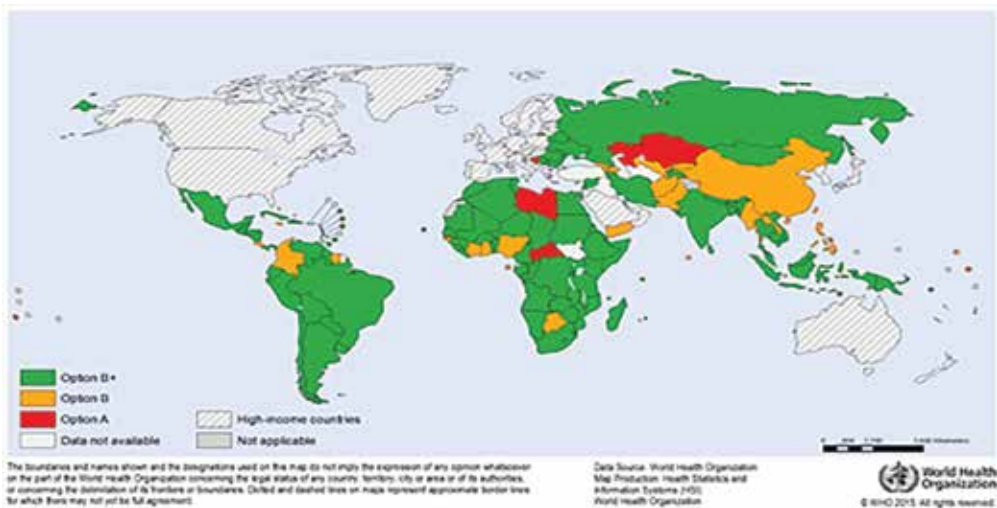 Option B+
Option B
Option A
Data not available
High-income countries
Not applicable
The boundaries and names shown and the designations used on this map do not imply the expression of any opinion whatsoever
on the part of the World Health Organization concerning the legal status of any country, territory, city or area or of its authorities,
or concerning the delimitation of its frontiers or boundaries. Dotted and dashed lines on maps represent approximate border lines
for which there may not yet be full agreement.
Data Source: World Health Organization
Map Production: Health Statistics and
Information Systems (HSI)
World Health Organization
World Health
Organization
© WHO 2015. All rights reserved.